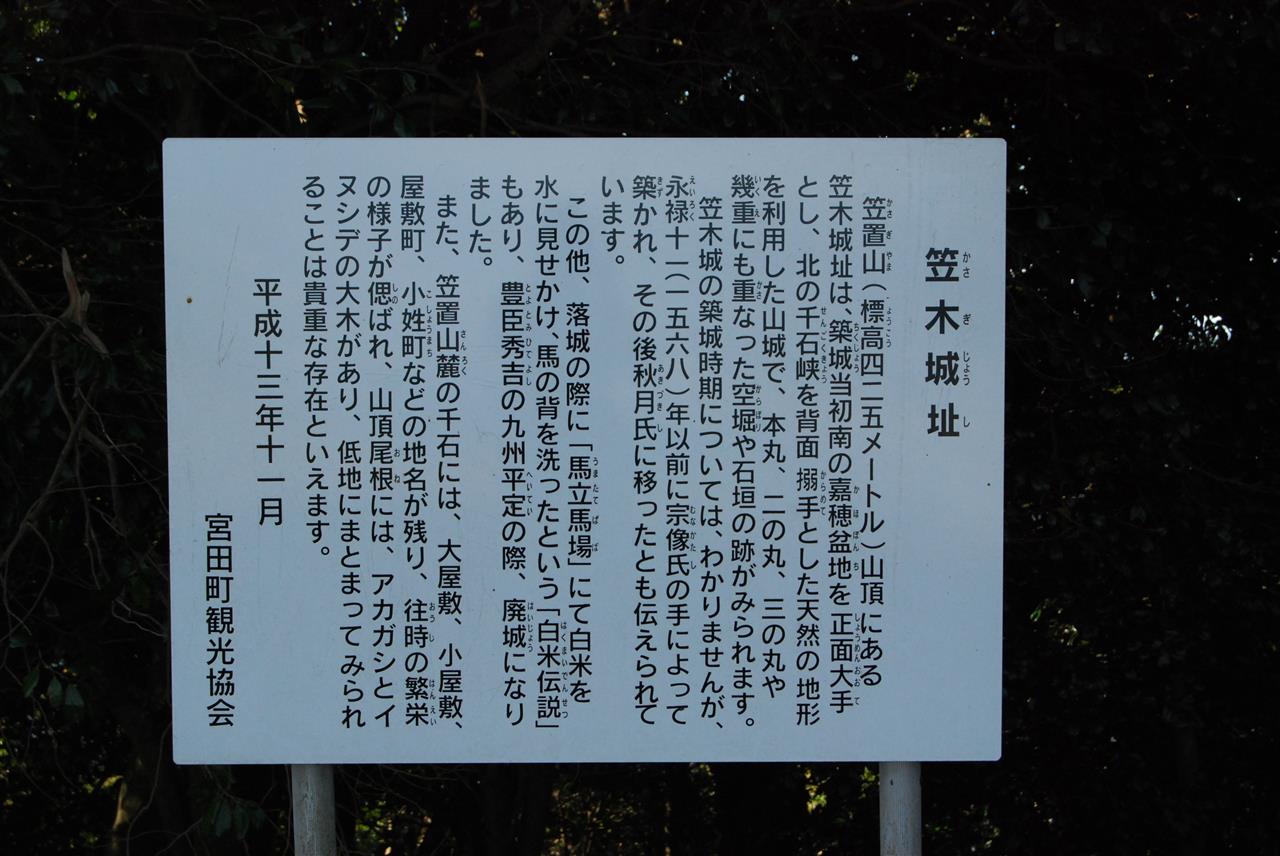 笠木城址
笠置山(標高四二五メートル)山頂にある
笠木城址は、築城当初南の嘉穂盆地を正面大手
とし、北の千石峡を背面搦手とした天然の地形
を利用した山城で、本丸、二の丸、三の丸や
幾重にも重なった空堀や石垣の跡がみられます。
笠木城の築城時期については、わかりませんが、
永禄十一(一五六八)年以前に宗像氏の手によって
築かれ、その後秋月氏に移ったとも伝えられて
います。
この他、落城の際に「馬立馬場」にて白米を
水に見せかけ、馬の背を洗ったという「白米伝説」
もあり、豊臣秀吉の九州平定の際、廃城になり
ました。
また、笠置山麓の千石には、大屋敷、小屋敷、
屋敷町、小姓町などの地名が残り、往時の繁栄
の様子が偲ばれ、山頂尾根には、アカガシとイ
ヌシデの大木があり、低地にまとまってみられ
ることは貴重な存在といえます。
平成十三年十一月
宮田町観光協会